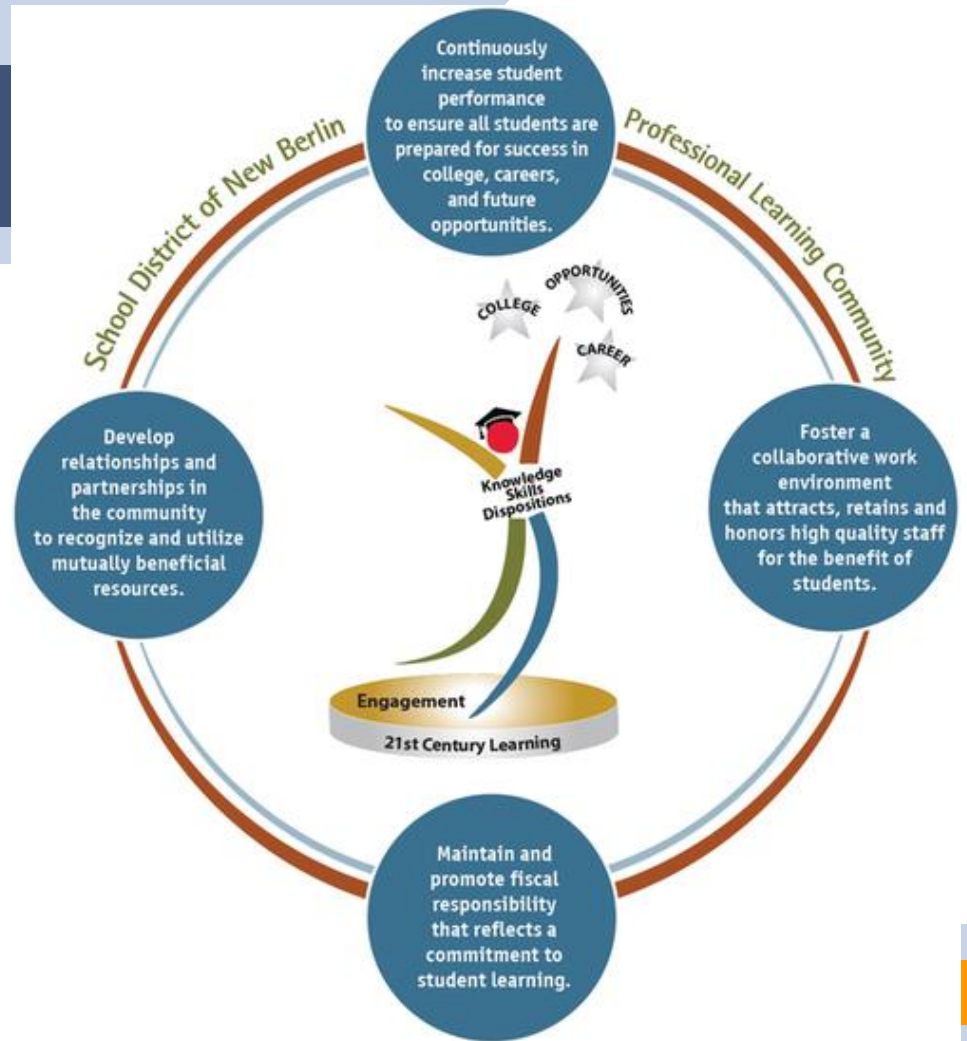 Continuously
increase student
performance
to ensure all students are
prepared for success in
college, careers,
and future
opportunities.
School District of New Berlin
Professional Learning Community
COLLEGE
OPPORTUNITIES
CAREER
Knowledge
Skills
Dispositions
Develop
relationships and
partnerships in
the community
to recognize and utilize
mutually beneficial
resources.
Foster a
collaborative work
environment
that attracts, retains and
honors high quality staff
for the benefit of
students.
Engagement
21st Century Learning
Maintain and
promote fiscal
responsibility
that reflects a
commitment to
student learning.